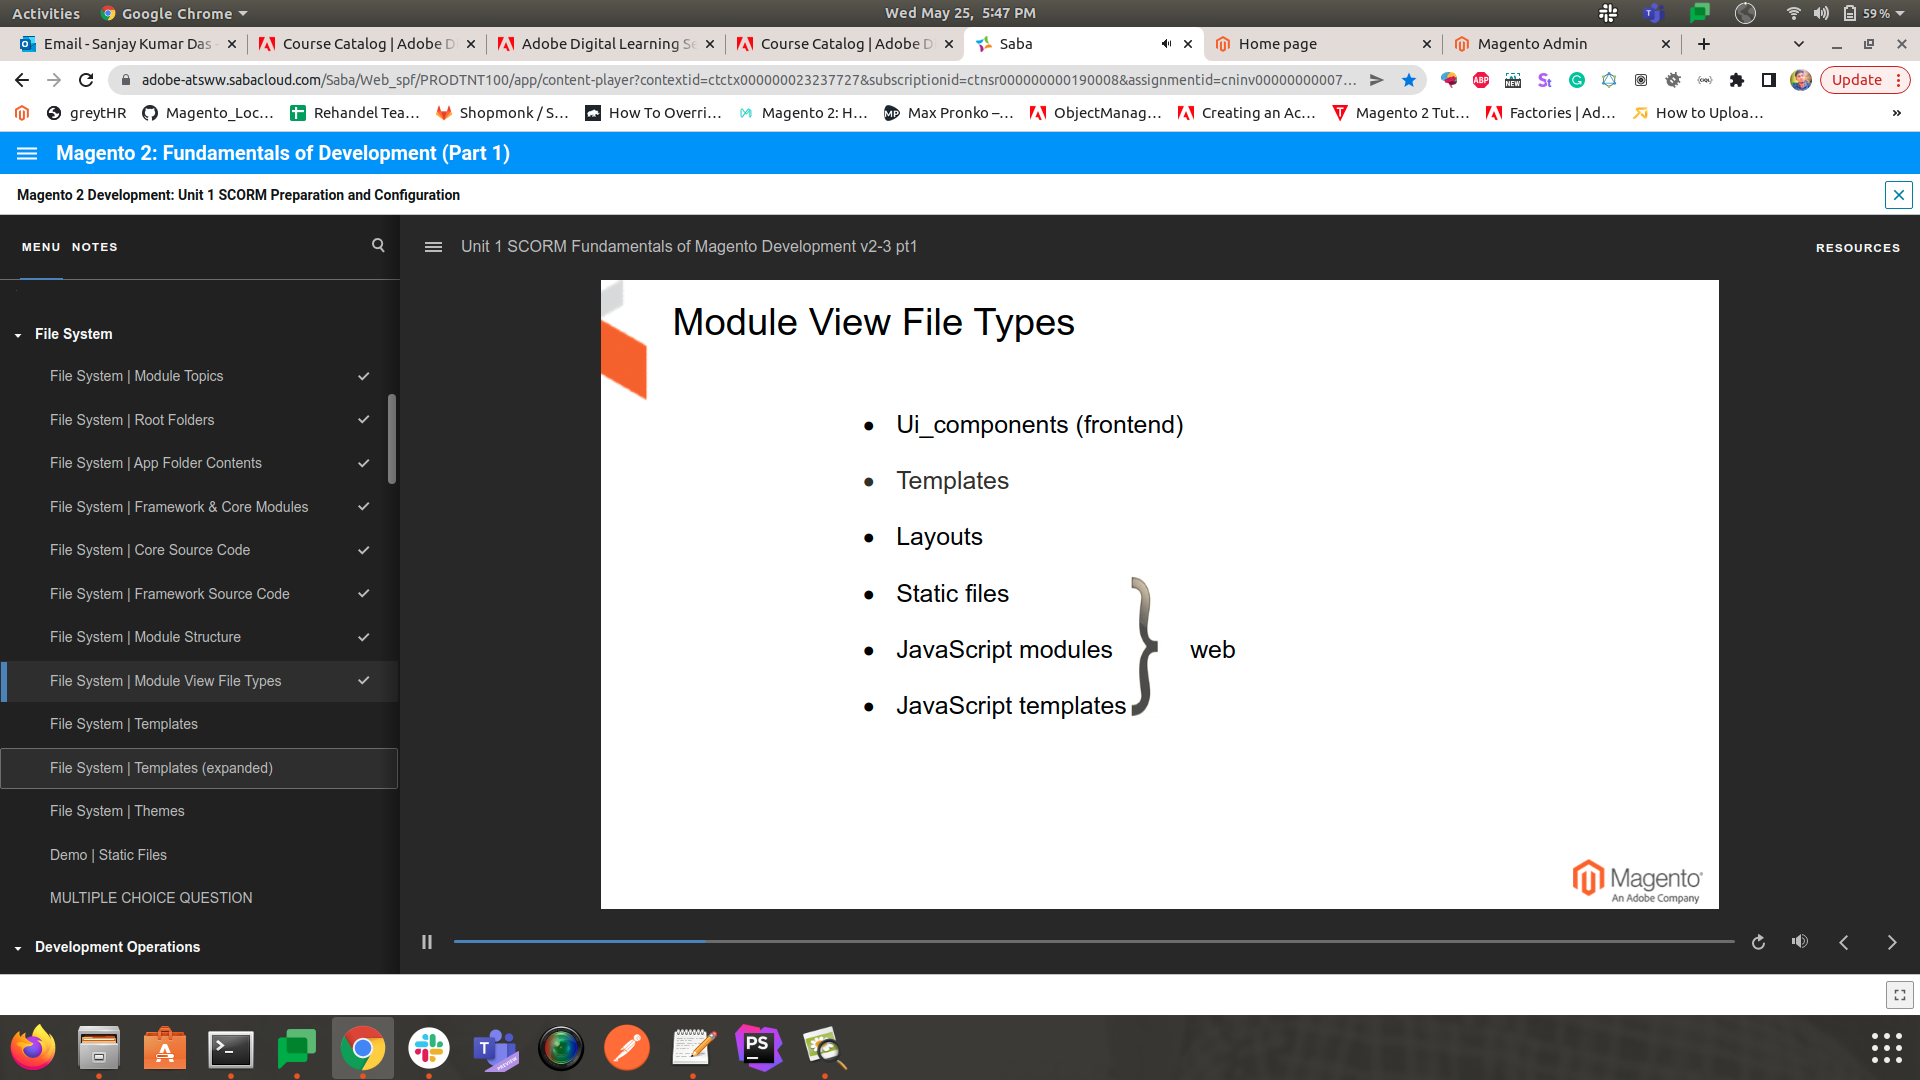 Activities Google Chrome Wed May 25, 5:47 PM 59 %
Email - Sanjay Kumar Das Course Catalog | Adobe D Adobe Digital Learning Se Course Catalog | Adobe D Saba Home page Magento Admin
adobe-atsww.sabacloud.com/Saba/Web_spf/PRODTNT100/app/content-player?contextid=ctctx000000023237727&subscriptionid=ctnsr000000000190008&assignmentid=cninv00000000007... ABP NEW Update
greytHR Magento_Loc... Rehandel Tea... Shopmonk / S... How To Overri... Magento 2: H... Max Pronko –... ObjectManag... Creating an Ac... Magento 2 Tut... Factories | Ad... How to Uploa... »
Magento 2: Fundamentals of Development (Part 1)
Magento 2 Development: Unit 1 SCORM Preparation and Configuration
MENU NOTES
Unit 1 SCORM Fundamentals of Magento Development v2-3 pt1
RESOURCES
File System
File System | Module Topics
File System | Root Folders
File System | App Folder Contents
File System | Framework & Core Modules
File System | Core Source Code
File System | Framework Source Code
File System | Module Structure
File System | Module View File Types
File System | Templates
File System | Templates (expanded)
File System | Themes
Demo | Static Files
MULTIPLE CHOICE QUESTION
Development Operations
Module View File Types
• Ui_components (frontend)
• Templates
• Layouts
• Static files
• JavaScript modules
• JavaScript templates
web
Magento
An Adobe Company